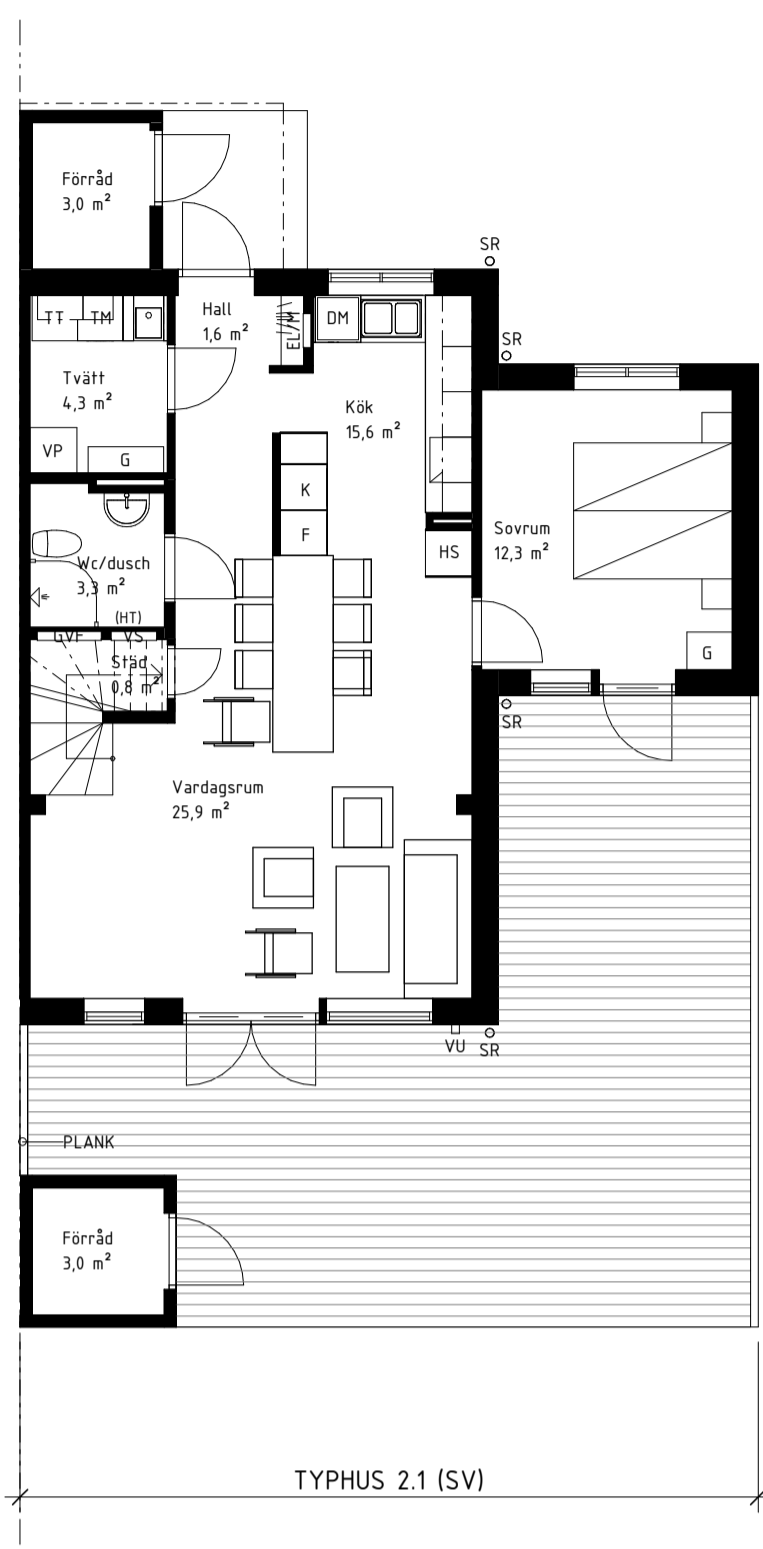 Förråd
3,0 m²
SR
Hall
1,6 m²
EL/M
DM
TT
TM
SR
Tvätt
4,3 m²
Kök
15,6 m²
VP
G
K
F
Sovrum
12,3 m²
HS
Wc/dusch
3,3 m²
(HT)
GVF
VS
Städ
0,8 m²
G
SR
Vardagsrum
25,9 m²
VU
SR
PLANK
Förråd
3,0 m²
TYPHUS 2.1 (SV)